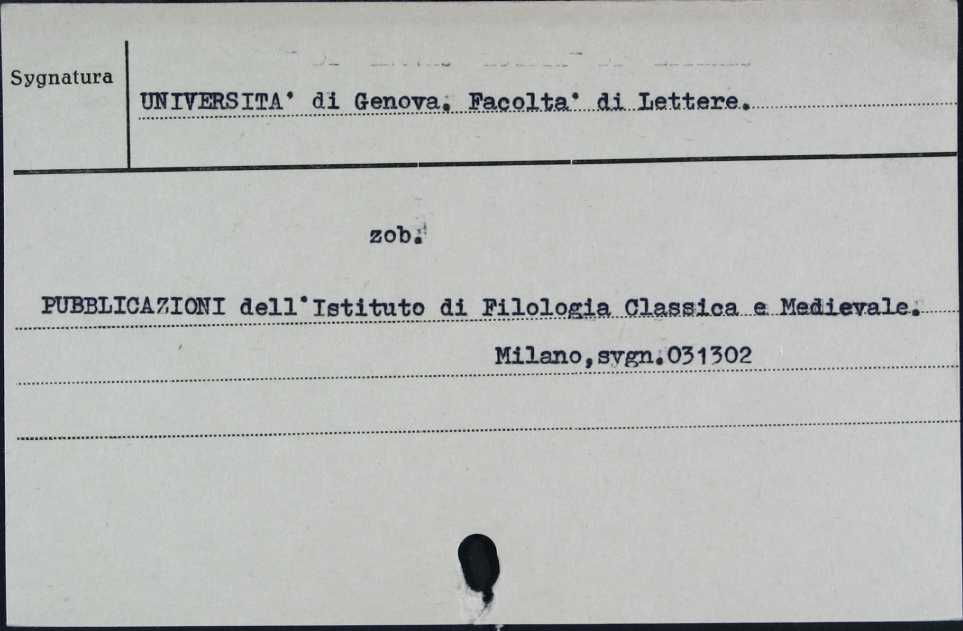 Sygnatura
UNIVERSITA' di Genova. Facolta' di Lettere.
zob.
PUBBLICAZIONI dell'Istituto di Filologia Classica e Medievale.
Milano,sygn.031302